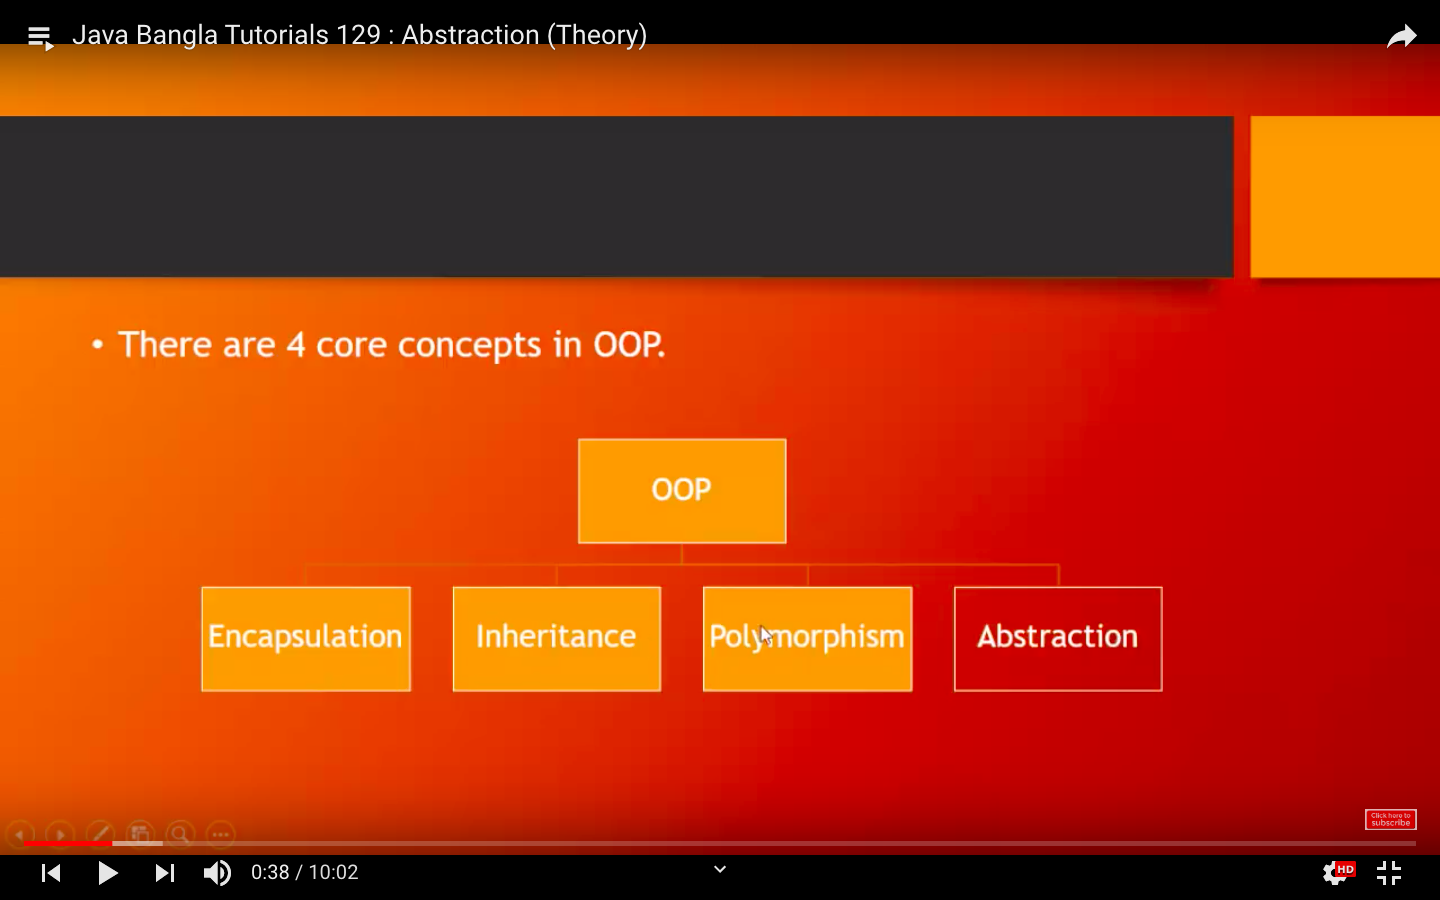 Java Bangla Tutorials 129 : Abstraction (Theory)
• There are 4 core concepts in OOP.
OOP
Encapsulation
Inheritance
Polymorphism
Abstraction
Click here to
subscribe
0:38 / 10:02
HD